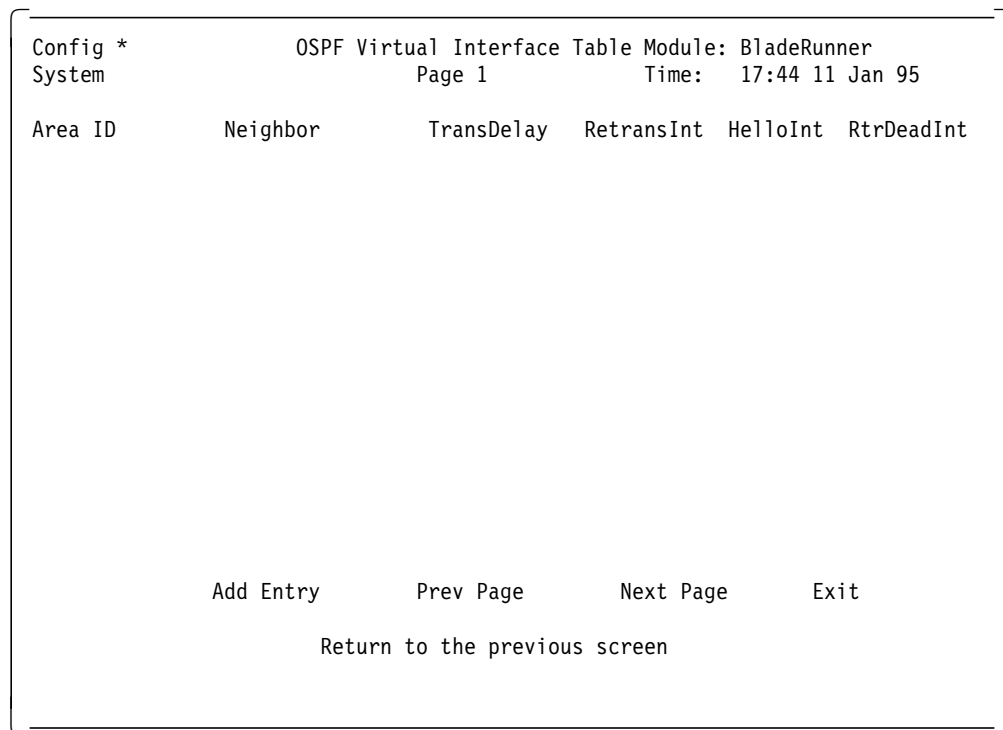 Config * OSPF Virtual Interface Table Module: BladeRunner
System Page 1 Time: 17:44 11 Jan 95
Area ID Neighbor TransDelay RetransInt HelloInt RtrDeadInt
Add Entry Prev Page Next Page Exit
Return to the previous screen